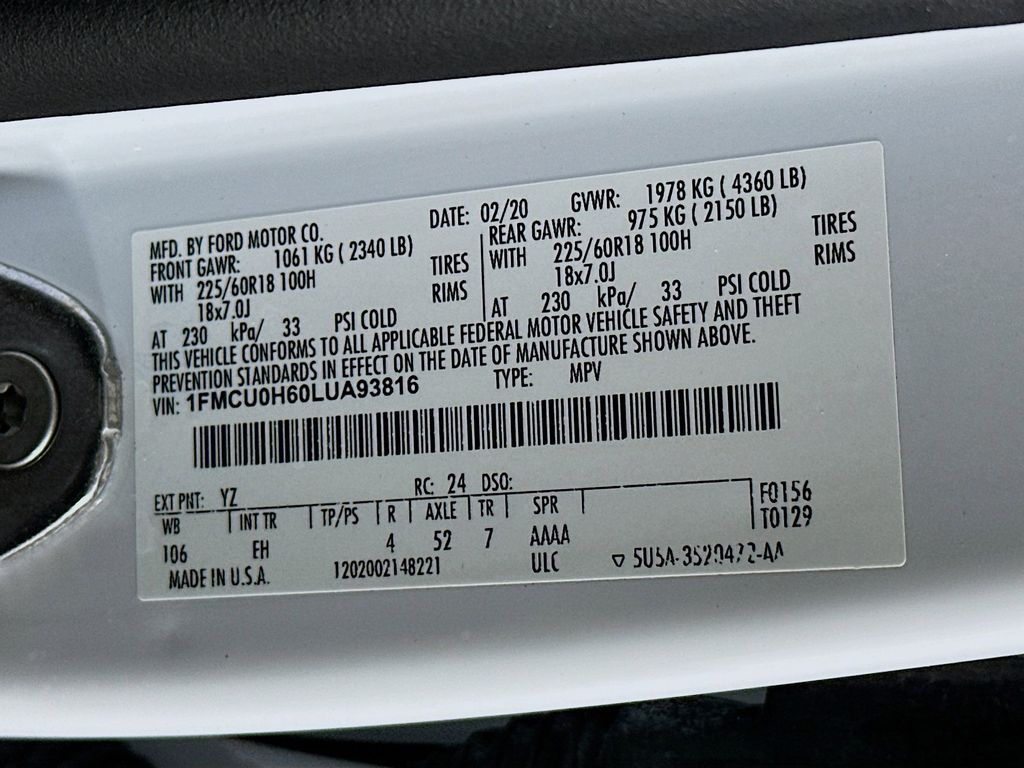 MFD. BY FORD MOTOR CO. DATE: 02/20 GVWR: 1978 KG ( 4360 LB)
FRONT GAWR: 1061 KG ( 2340 LB) REAR GAWR: 975 KG ( 2150 LB)
WITH 225/60R18 100H TIRES WITH 225/60R18 100H TIRES
18x7.0J RIMS 18x7.0J RIMS
AT 230 kPa/ 33 PSI COLD AT 230 kPa/ 33 PSI COLD
THIS VEHICLE CONFORMS TO ALL APPLICABLE FEDERAL MOTOR VEHICLE SAFETY AND THEFT
PREVENTION STANDARDS IN EFFECT ON THE DATE OF MANUFACTURE SHOWN ABOVE.
VIN: 1FMCU0H60LUA93816 TYPE: MPV
EXT PNT: YZ RC: 24 DSO: F0156
WB INT TR TP/PS R AXLE TR SPR T0129
106 EH 4 52 7 AAAA
MADE IN U.S.A. 1202002148221 ULC